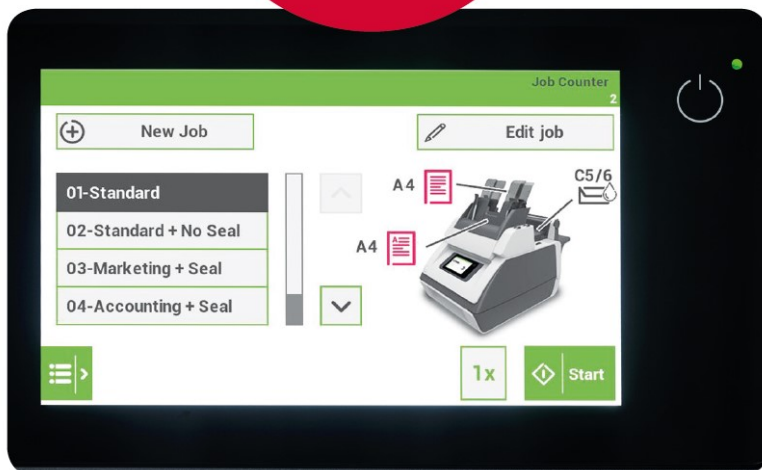 Job Counter
2
New Job
Edit job
01-Standard
02-Standard + No Seal
03-Marketing + Seal
04-Accounting + Seal
A4
A4
C5/6
1x
Start